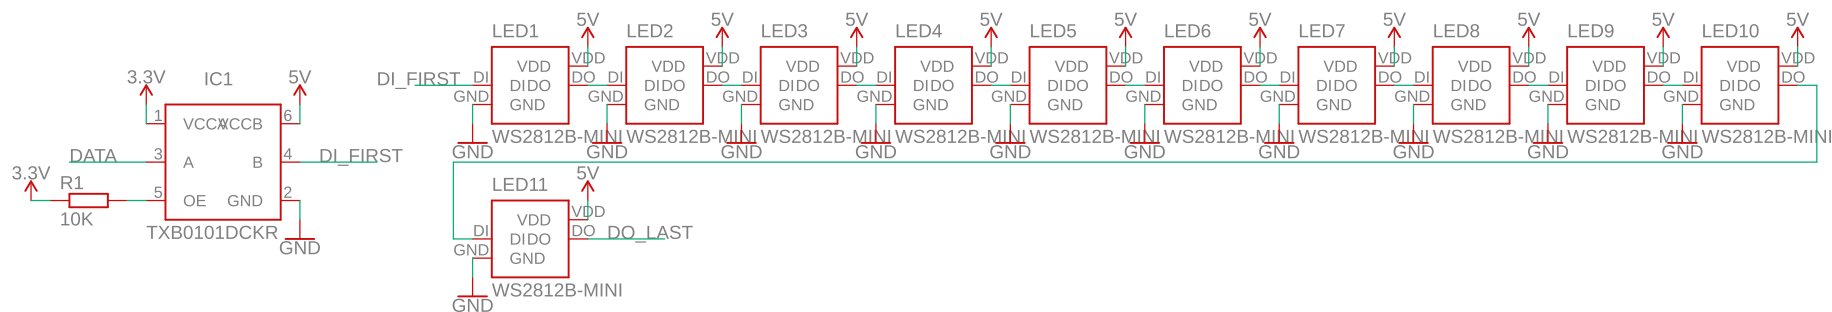 3.3V
IC1
5V
1
VCCA
VCCB
6
DATA
3
A
B
4
DI_FIRST
3.3V
R1
10K
5
OE
GND
2
TXB0101DCKR
GND
DI_FIRST
LED1
5V
VDD
VDD
DI
DIDO
DO
GND
GND
WS2812B-MINI
GND
LED2
5V
VDD
VDD
DI
DIDO
DO
GND
GND
WS2812B-MINI
GND
LED3
5V
VDD
VDD
DI
DIDO
DO
GND
GND
WS2812B-MINI
GND
LED4
5V
VDD
VDD
DI
DIDO
DO
GND
GND
WS2812B-MINI
GND
LED5
5V
VDD
VDD
DI
DIDO
DO
GND
GND
WS2812B-MINI
GND
LED6
5V
VDD
VDD
DI
DIDO
DO
GND
GND
WS2812B-MINI
GND
LED7
5V
VDD
VDD
DI
DIDO
DO
GND
GND
WS2812B-MINI
GND
LED8
5V
VDD
VDD
DI
DIDO
DO
GND
GND
WS2812B-MINI
GND
LED9
5V
VDD
VDD
DI
DIDO
DO
GND
GND
WS2812B-MINI
GND
LED10
5V
VDD
VDD
DI
DIDO
DO
GND
GND
WS2812B-MINI
GND
LED11
5V
VDD
VDD
DI
DIDO
DO
DO_LAST
GND
GND
WS2812B-MINI
GND